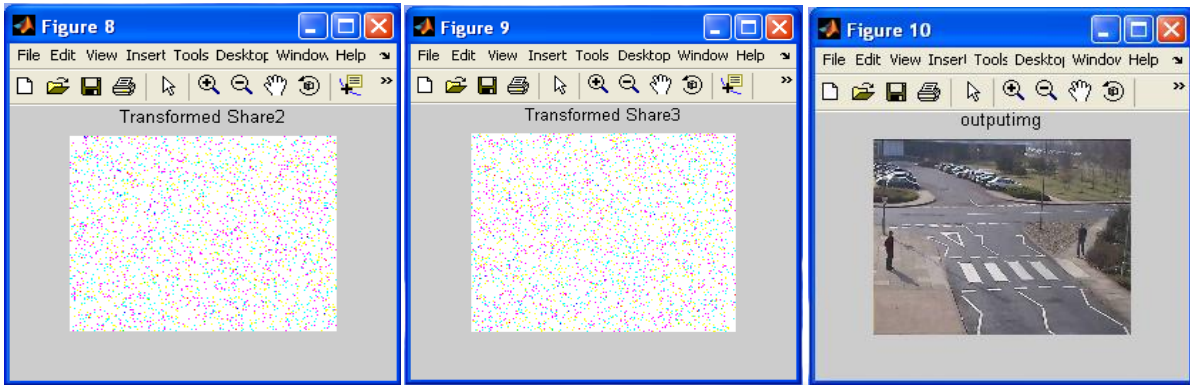 Figure 8
File Edit View Insert Tools Desktop Window Help
Transformed Share2
Figure 9
File Edit View Insert Tools Desktop Window Help
Transformed Share3
Figure 10
File Edit View Insert Tools Desktop Window Help
outputimg